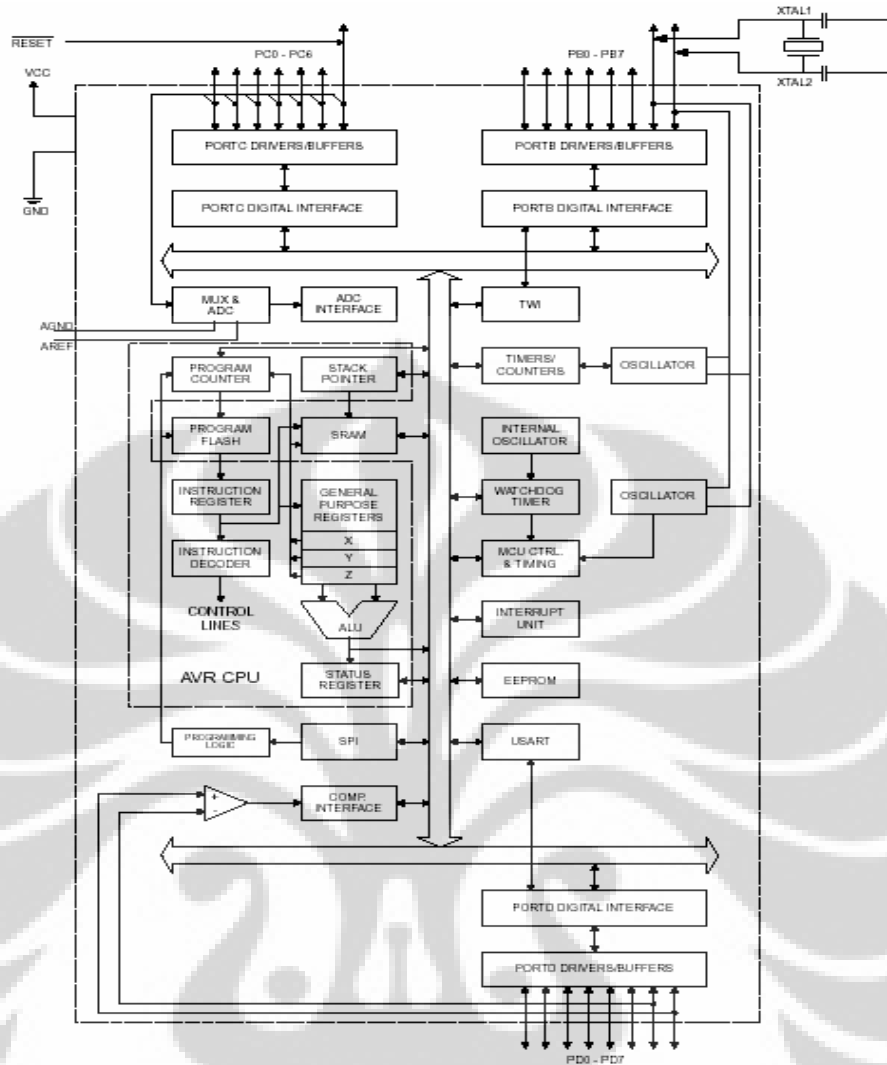 XTAL1
RESET
PC0 - PC6
PB0 - PB7
VCC
XTAL2
PORTC DRIVERS/BUFFERS
PORTB DRIVERS/BUFFERS
PORTC DIGITAL INTERFACE
PORTB DIGITAL INTERFACE
GND
MUX &
ADC
ADC
INTERFACE
TWI
AGND
AREF
PROGRAM
COUNTER
STACK
POINTER
TIMERS/
COUNTERS
OSCILLATOR
PROGRAM
FLASH
SRAM
INTERNAL
OSCILLATOR
INSTRUCTION
REGISTER
GENERAL
PURPOSE
REGISTERS
WATCHDOG
TIMER
OSCILLATOR
X
INSTRUCTION
DECODER
Y
Z
MCU CTRL.
& TIMING
CONTROL
LINES
ALU
INTERRUPT
UNIT
AVR CPU
STATUS
REGISTER
EEPROM
PROGRAMMING
LOGIC
SPI
USART
+
-
COMP.
INTERFACE
PORTD DIGITAL INTERFACE
PORTD DRIVERS/BUFFERS
PD0 - PD7